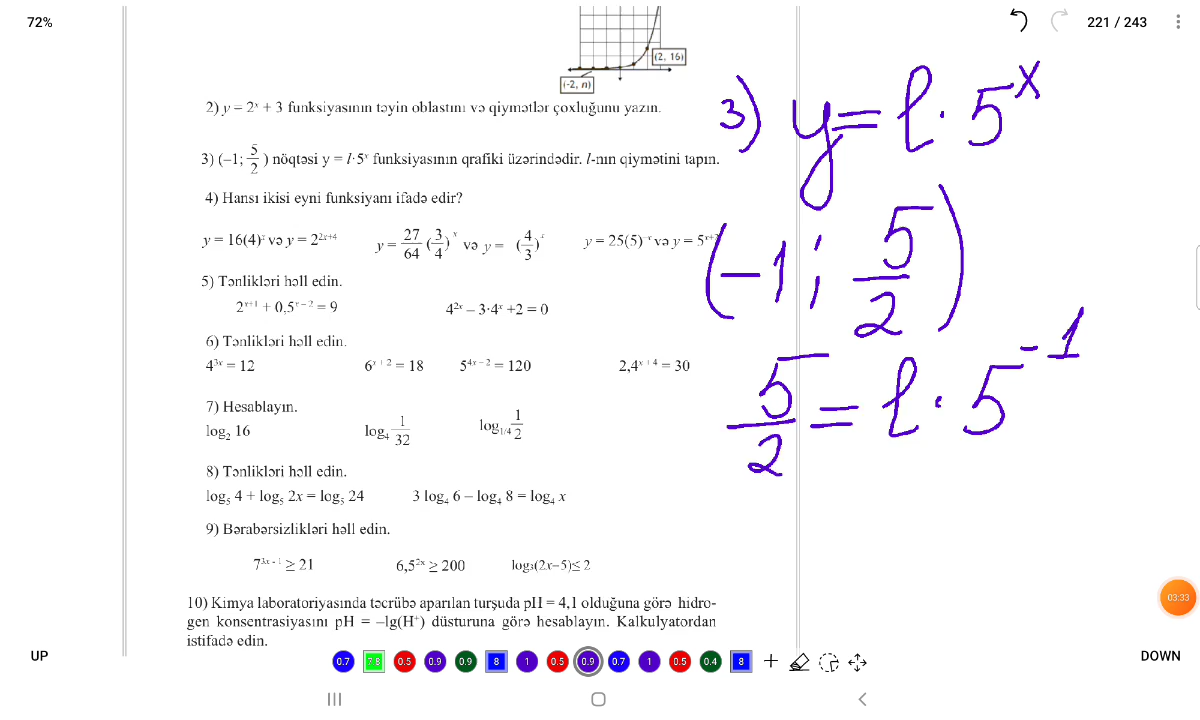 72%
221 / 243
(2, 16)
(-2, n)
2) y = 2ˣ + 3 funksiyasının təyin oblastını və qiymətlər çoxluğunu yazın.
3) (–1; 5/2) nöqtəsi y = l·5ˣ funksiyasının qrafiki üzərindədir. l-nın qiymətini tapın.
4) Hansı ikisi eyni funksiyanı ifadə edir?
y = 16(4)ˣ və y = 2²ˣ⁺⁴ y = 27/64 (3/4)ˣ və y = (4/3)ˣ y = 25(5)⁻ˣ və y = 5ˣ⁺
5) Tənlikləri həll edin.
2ˣ⁺¹ + 0,5ˣ⁻² = 9 4²ˣ – 3·4ˣ +2 = 0
6) Tənlikləri həll edin.
4³ˣ = 12 6ˣ⁺² = 18 5⁴ˣ⁻² = 120 2,4ˣ⁺⁴ = 30
7) Hesablayın.
log₂ 16 log₄ 1/32 log₁/₄ 1/2
8) Tənlikləri həll edin.
log₅ 4 + log₅ 2x = log₅ 24 3 log₄ 6 – log₄ 8 = log₄ x
9) Bərabərsizlikləri həll edin.
7³ˣ⁻¹ ≥ 21 6,5²ˣ ≥ 200 log₃(2x–5)≤ 2
10) Kimya laboratoriyasında təcrübə aparılan turşuda pH = 4,1 olduğuna görə hidro-
gen konsentrasiyasını pH = –lg(H⁺) düsturuna görə hesablayın. Kalkulyatordan
istifadə edin.
3) y = l · 5ˣ
(–1 ; 5/2)
5/2 = l · 5⁻¹
03:33
UP
DOWN
0.7 7.8 0.5 0.9 0.9 8 1 0.5 0.9 0.7 1 0.5 0.4 8